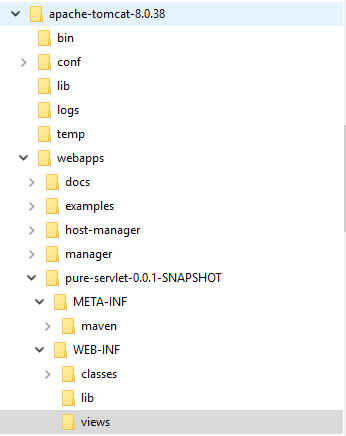 apache-tomcat-8.0.38
bin
conf
lib
logs
temp
webapps
docs
examples
host-manager
manager
pure-servlet-0.0.1-SNAPSHOT
META-INF
maven
WEB-INF
classes
lib
views